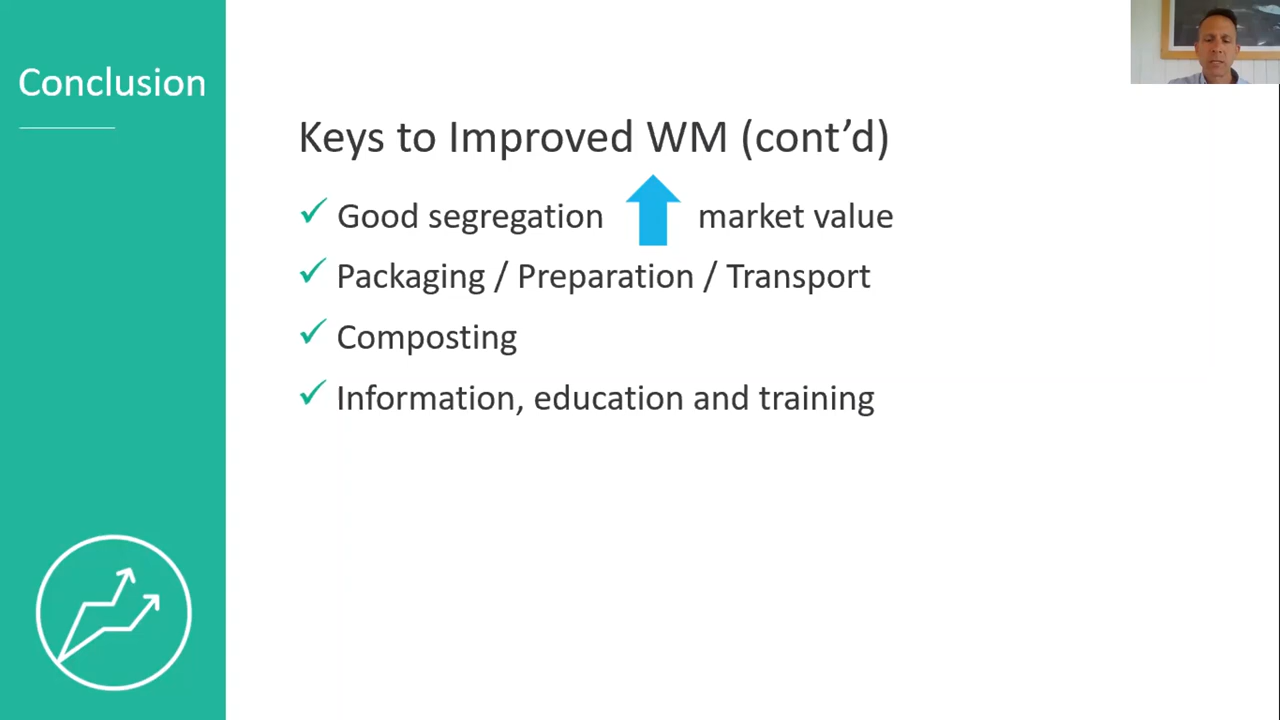 Conclusion
Keys to Improved WM (cont’d)
Good segregation market value
Packaging / Preparation / Transport
Composting
Information, education and training